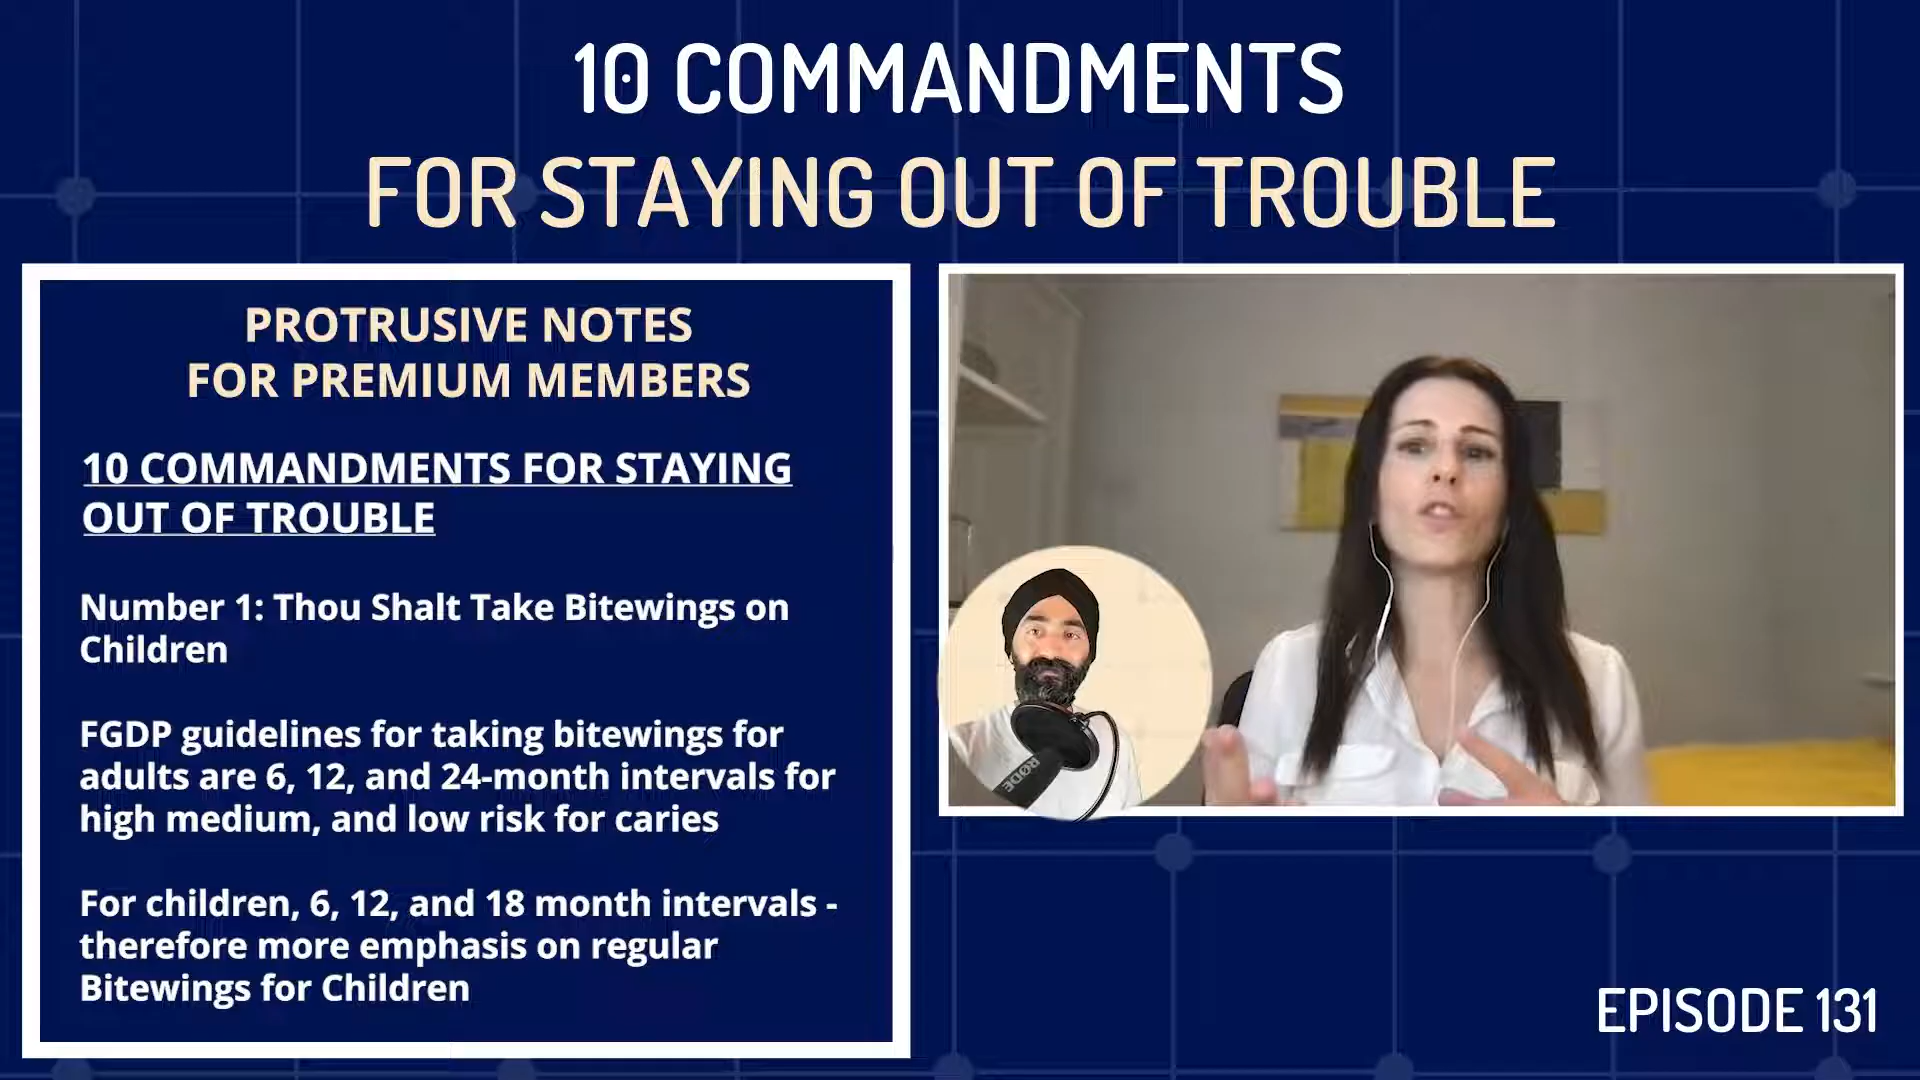 10 COMMANDMENTS
FOR STAYING OUT OF TROUBLE
PROTRUSIVE NOTES
FOR PREMIUM MEMBERS
10 COMMANDMENTS FOR STAYING
OUT OF TROUBLE
Number 1: Thou Shalt Take Bitewings on
Children
FGDP guidelines for taking bitewings for
adults are 6, 12, and 24-month intervals for
high medium, and low risk for caries
For children, 6, 12, and 18 month intervals -
therefore more emphasis on regular
Bitewings for Children
RØDE
EPISODE 131